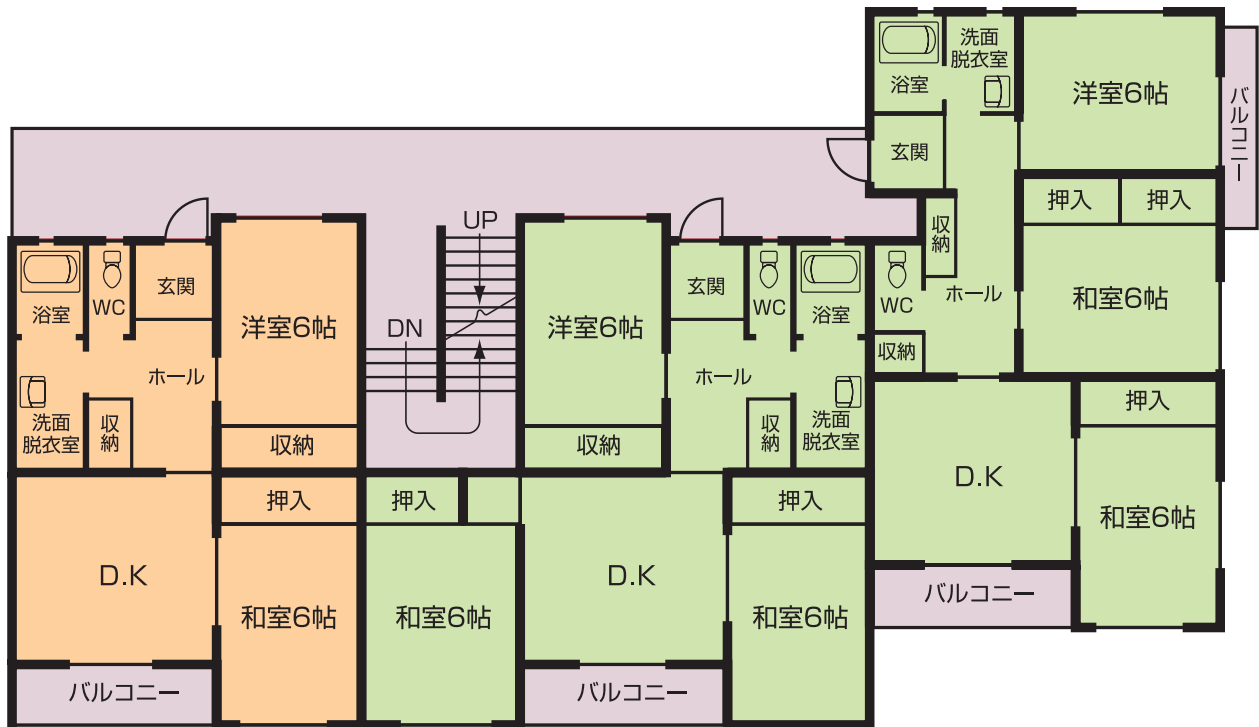 洗面
脱衣室
浴室
洋室6帖
バルコニー
玄関
押入
押入
収納
UP
ホール
和室6帖
WC
収納
浴室
WC
玄関
洋室6帖
DN
洋室6帖
玄関
WC
浴室
ホール
ホール
洗面
脱衣室
収納
収納
収納
収納
洗面
脱衣室
押入
D.K
和室6帖
バルコニー
押入
押入
押入
D.K
和室6帖
和室6帖
D.K
和室6帖
バルコニー
バルコニー